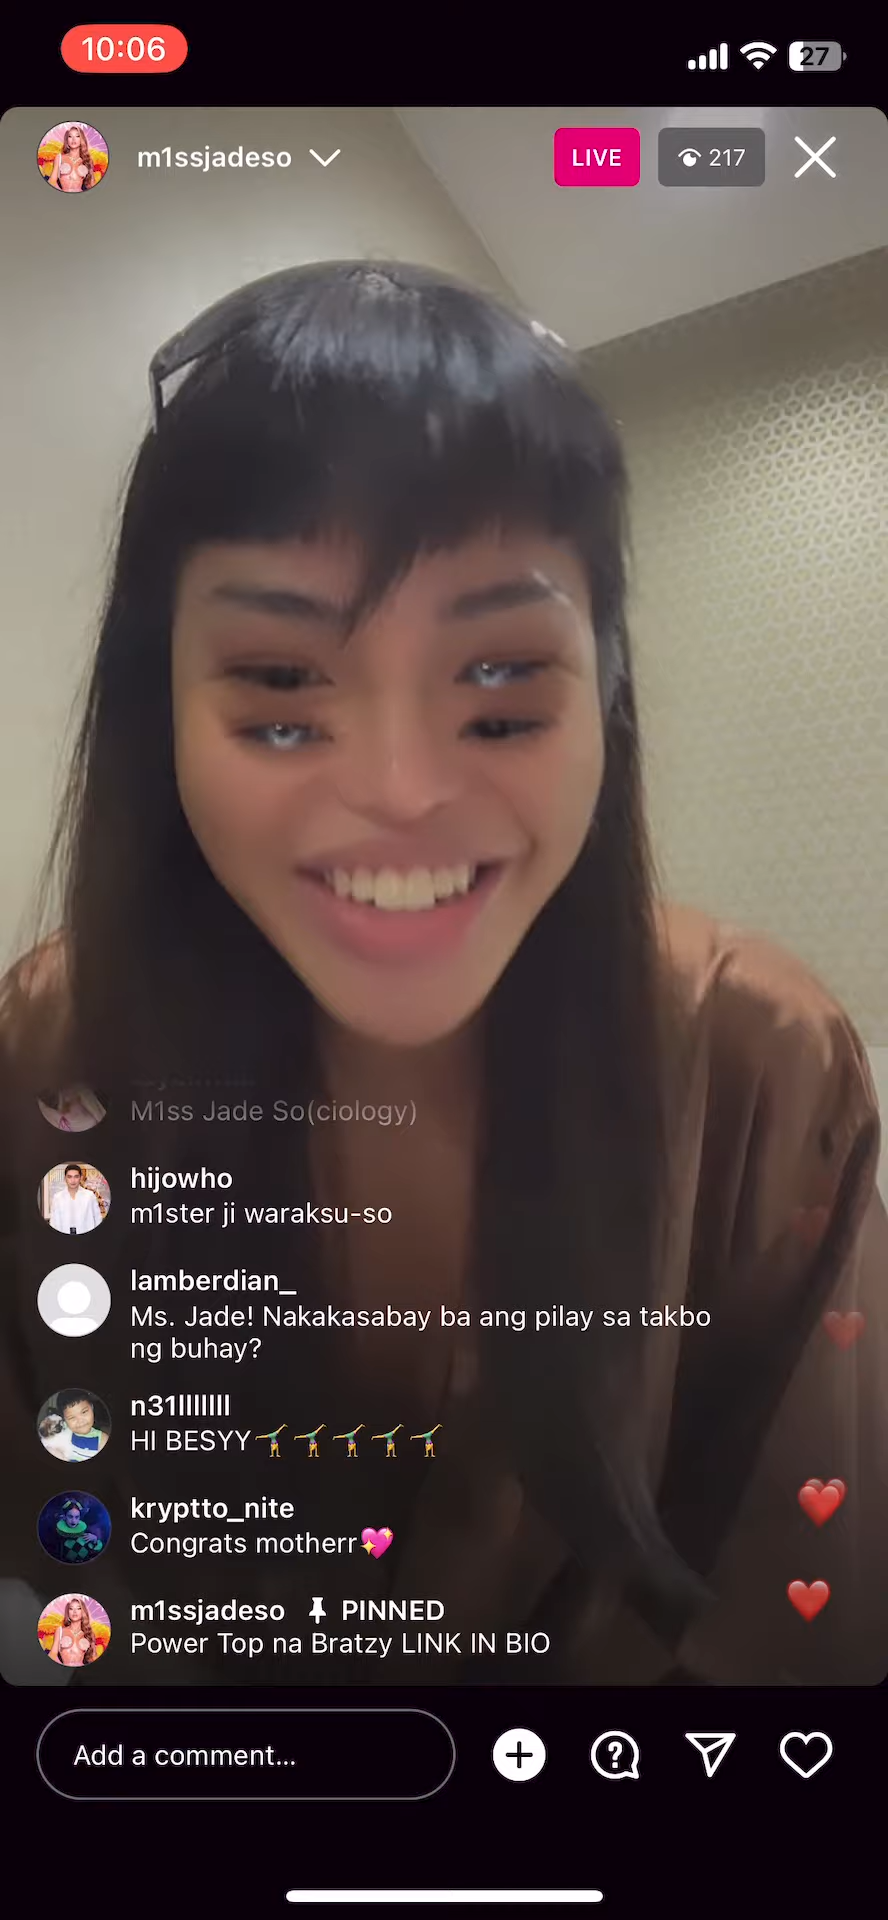 10:06
27
m1ssjadeso
LIVE
217
M1ss Jade So(ciology)
hijowho
m1ster ji waraksu-so
lamberdian_
Ms. Jade! Nakakasabay ba ang pilay sa takbo
ng buhay?
n31lllllll
HI BESYY🤸🤸🤸🤸🤸
kryptto_nite
Congrats motherr💖
m1ssjadeso PINNED
Power Top na Bratzy LINK IN BIO
Add a comment...